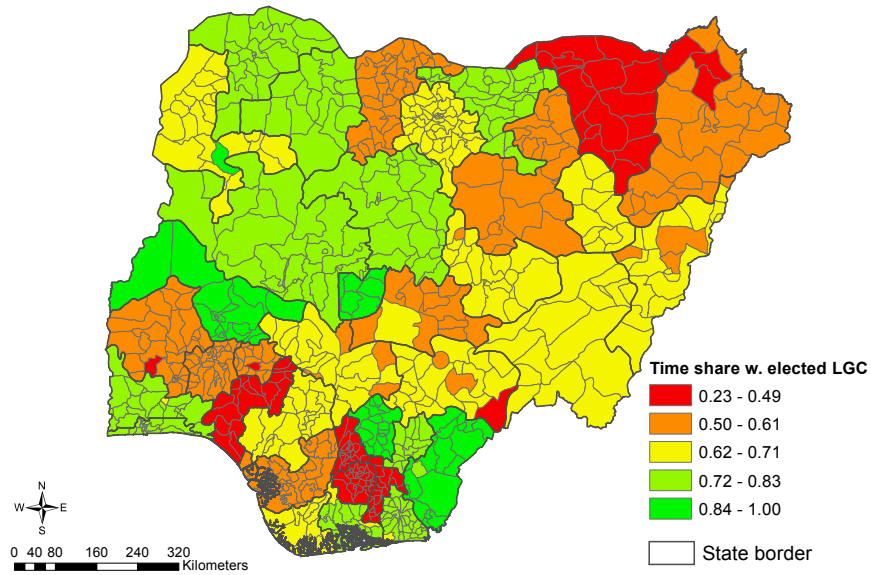 Time share w. elected LGC
0.23 - 0.49
0.50 - 0.61
0.62 - 0.71
0.72 - 0.83
0.84 - 1.00
State border
N
W E
S
0 40 80 160 240 320
Kilometers